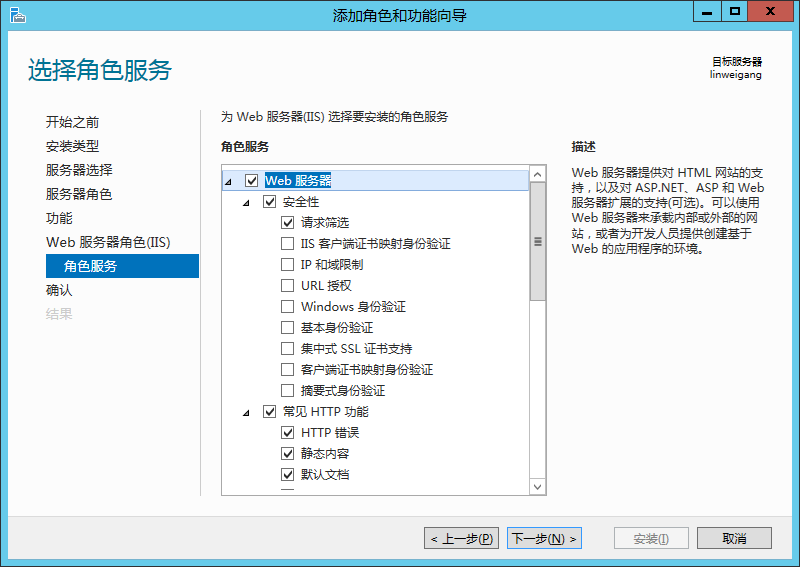 添加角色和功能向导
选择角色服务
目标服务器
linweigang
开始之前
安装类型
服务器选择
服务器角色
功能
Web 服务器角色(IIS)
角色服务
确认
结果
为 Web 服务器(IIS) 选择要安装的角色服务
角色服务
Web 服务器
安全性
请求筛选
IIS 客户端证书映射身份验证
IP 和域限制
URL 授权
Windows 身份验证
基本身份验证
集中式 SSL 证书支持
客户端证书映射身份验证
摘要式身份验证
常见 HTTP 功能
HTTP 错误
静态内容
默认文档
描述
Web 服务器提供对 HTML 网站的支
持，以及对 ASP.NET、ASP 和 Web
服务器扩展的支持(可选)。可以使用
Web 服务器来承载内部或外部的网
站，或者为开发人员提供创建基于
Web 的应用程序的环境。
< 上一步(P)
下一步(N) >
安装(I)
取消